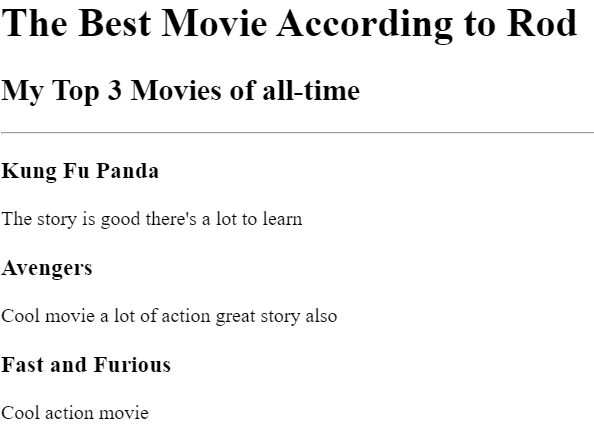 The Best Movie According to Rod
My Top 3 Movies of all-time
Kung Fu Panda
The story is good there's a lot to learn
Avengers
Cool movie a lot of action great story also
Fast and Furious
Cool action movie